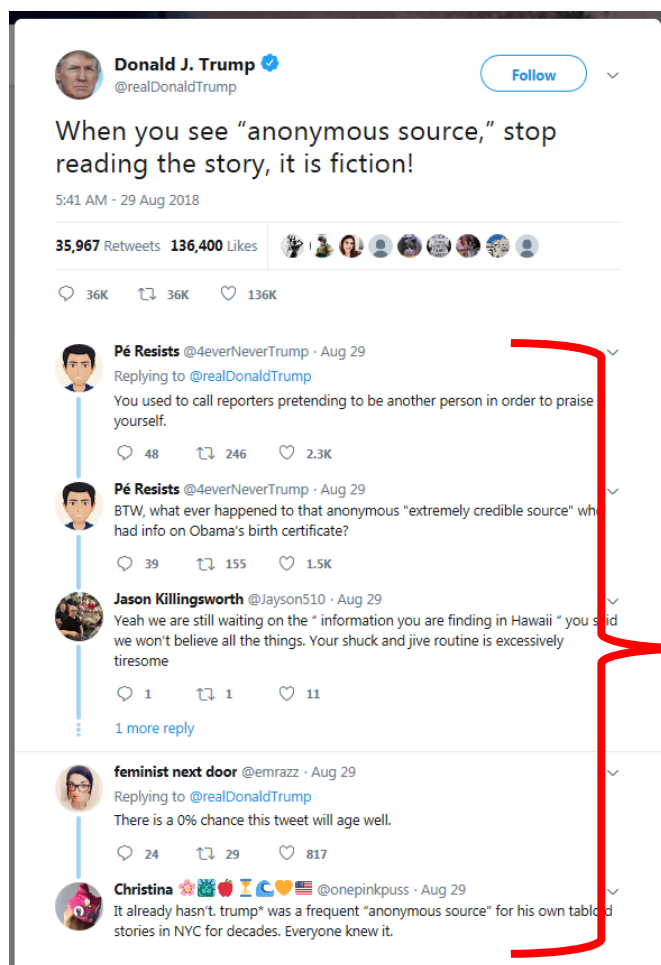 Donald J. Trump
Follow
@realDonaldTrump
When you see “anonymous source,” stop
reading the story, it is fiction!
5:41 AM - 29 Aug 2018
35,967 Retweets 136,400 Likes
36K 36K 136K
Pé Resists @4everNeverTrump · Aug 29
Replying to @realDonaldTrump
You used to call reporters pretending to be another person in order to praise
yourself.
48 246 2.3K
Pé Resists @4everNeverTrump · Aug 29
BTW, what ever happened to that anonymous "extremely credible source" who
had info on Obama's birth certificate?
39 155 1.5K
Jason Killingsworth @Jayson510 · Aug 29
Yeah we are still waiting on the “ information you are finding in Hawaii “ you said
we won’t believe all the things. Your shuck and jive routine is excessively
tiresome
1 1 11
1 more reply
feminist next door @emrazz · Aug 29
Replying to @realDonaldTrump
There is a 0% chance this tweet will age well.
24 29 817
Christina 🌸🗽🍎⏳🌊🧡🇺🇸 @onepinkpuss · Aug 29
It already hasn’t. trump* was a frequent “anonymous source” for his own tabloid
stories in NYC for decades. Everyone knew it.